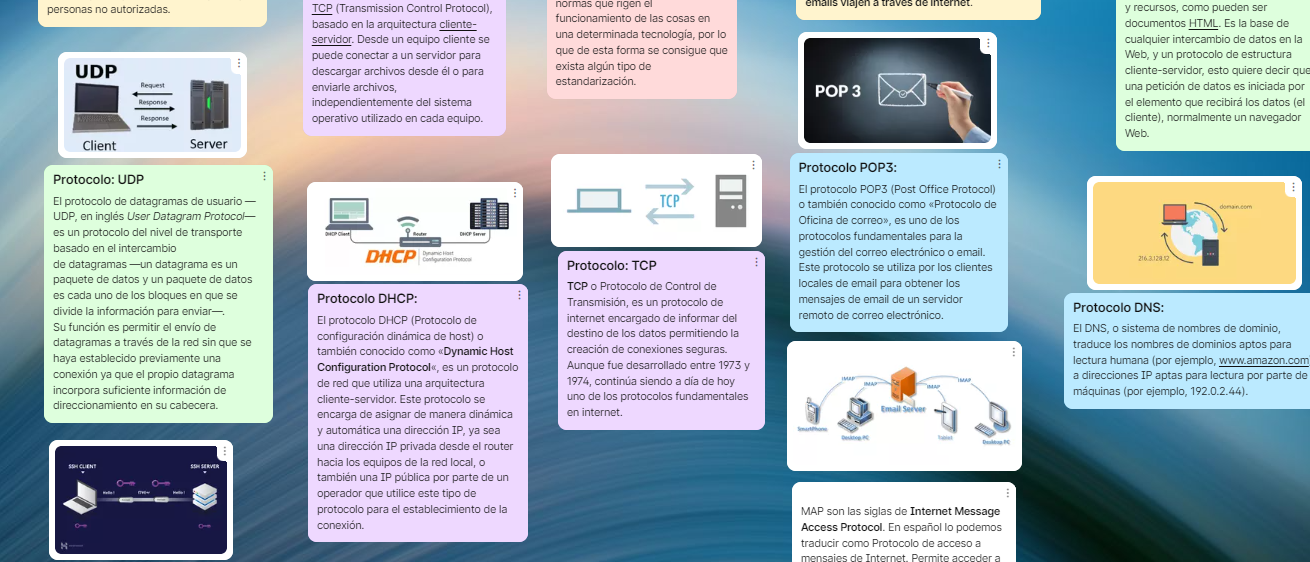 personas no autorizadas.
UDP
Request
Response
Response
Client
Server
Protocolo: UDP
El protocolo de datagramas de usuario —
UDP, en inglés User Datagram Protocol—
es un protocolo del nivel de transporte
basado en el intercambio
de datagramas —un datagrama es un
paquete de datos y un paquete de datos
es cada uno de los bloques en que se
divide la información para enviar—.
Su función es permitir el envío de
datagramas a través de la red sin que se
haya establecido previamente una
conexión ya que el propio datagrama
incorpora suficiente información de
direccionamiento en su cabecera.
SSH CLIENT
SSH SERVER
Hello !
Hello !
TCP (Transmission Control Protocol),
basado en la arquitectura cliente-
servidor. Desde un equipo cliente se
puede conectar a un servidor para
descargar archivos desde él o para
enviarle archivos,
independientemente del sistema
operativo utilizado en cada equipo.
DHCP Client
Router
DHCP Server
DHCP
Dynamic Host
Configuration Protocol
Protocolo DHCP:
El protocolo DHCP (Protocolo de
configuración dinámica de host) o
también conocido como «Dynamic Host
Configuration Protocol«, es un protocolo
de red que utiliza una arquitectura
cliente-servidor. Este protocolo se
encarga de asignar de manera dinámica
y automática una dirección IP, ya sea
una dirección IP privada desde el router
hacia los equipos de la red local, o
también una IP pública por parte de un
operador que utilice este tipo de
protocolo para el establecimiento de la
conexión.
normas que rigen el
funcionamiento de las cosas en
una determinada tecnología, por lo
que de esta forma se consigue que
exista algún tipo de
estandarización.
TCP
Protocolo: TCP
TCP o Protocolo de Control de
Transmisión, es un protocolo de
internet encargado de informar del
destino de los datos permitiendo la
creación de conexiones seguras.
Aunque fue desarrollado entre 1973 y
1974, continúa siendo a día de hoy
uno de los protocolos fundamentales
en internet.
emails viajen a través de Internet.
POP 3
Protocolo POP3:
El protocolo POP3 (Post Office Protocol)
o también conocido como «Protocolo de
Oficina de correo», es uno de los
protocolos fundamentales para la
gestión del correo electrónico o email.
Este protocolo se utiliza por los clientes
locales de email para obtener los
mensajes de email de un servidor
remoto de correo electrónico.
IMAP
IMAP
IMAP
IMAP
Email Server
SmartPhone
Desktop PC
Tablet
Desktop PC
MAP son las siglas de Internet Message
Access Protocol. En español lo podemos
traducir como Protocolo de acceso a
mensajes de Internet. Permite acceder a
y recursos, como pueden ser
documentos HTML. Es la base de
cualquier intercambio de datos en la
Web, y un protocolo de estructura
cliente-servidor, esto quiere decir que
una petición de datos es iniciada por
el elemento que recibirá los datos (el
cliente), normalmente un navegador
Web.
domain.com
216.3.128.12
Protocolo DNS:
El DNS, o sistema de nombres de dominio,
traduce los nombres de dominios aptos para
lectura humana (por ejemplo, www.amazon.com
a direcciones IP aptas para lectura por parte de
máquinas (por ejemplo, 192.0.2.44).